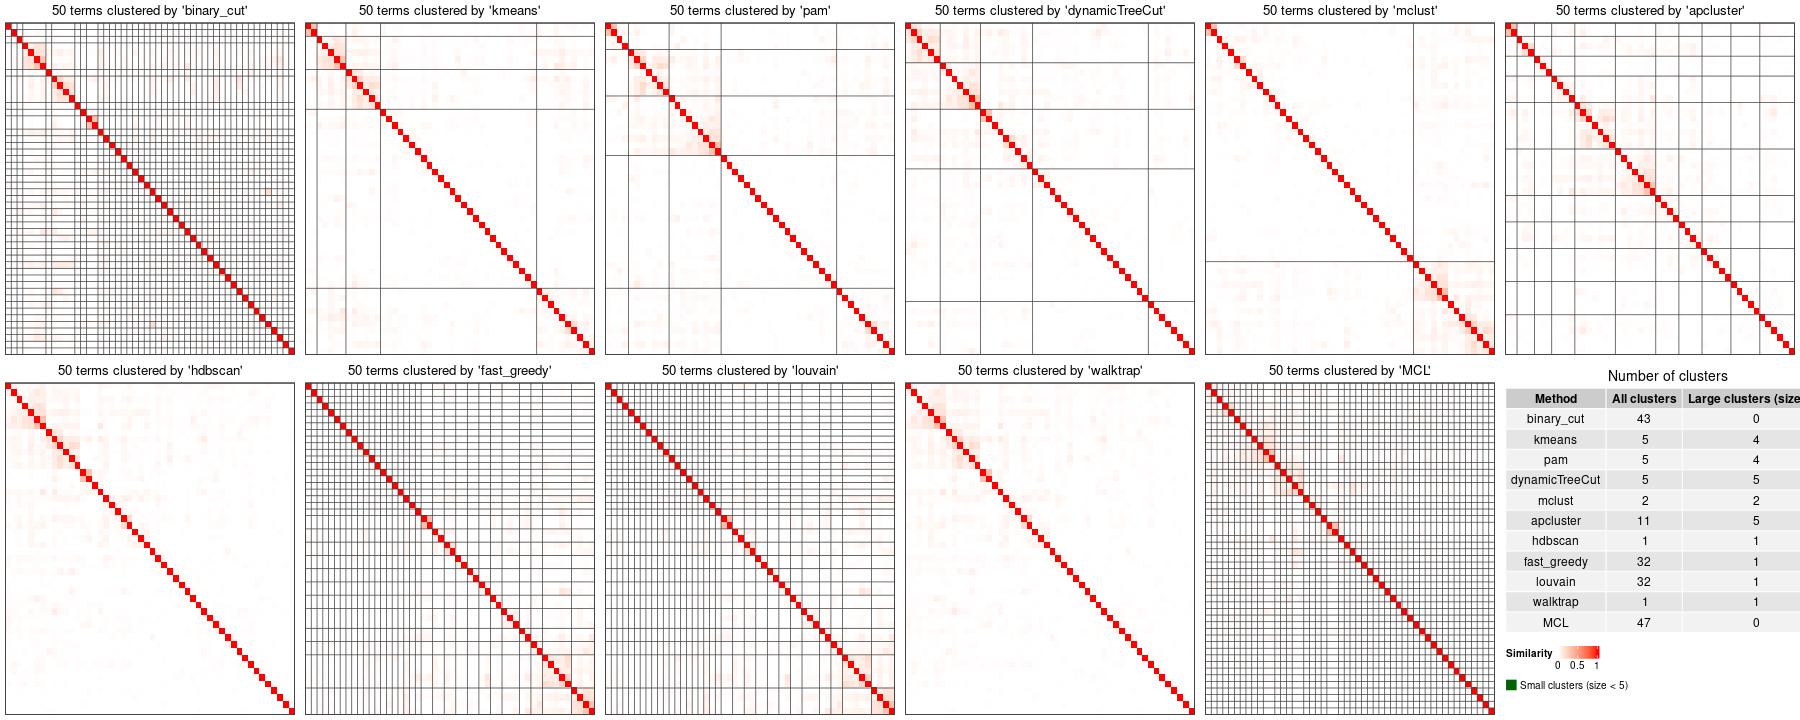 50 terms clustered by 'binary_cut'
50 terms clustered by 'kmeans'
50 terms clustered by 'pam'
50 terms clustered by 'dynamicTreeCut'
50 terms clustered by 'mclust'
50 terms clustered by 'apcluster'
50 terms clustered by 'hdbscan'
50 terms clustered by 'fast_greedy'
50 terms clustered by 'louvain'
50 terms clustered by 'walktrap'
50 terms clustered by 'MCL'
Number of clusters
Method All clusters Large clusters (size
binary_cut 43 0
kmeans 5 4
pam 5 4
dynamicTreeCut 5 5
mclust 2 2
apcluster 11 5
hdbscan 1 1
fast_greedy 32 1
louvain 32 1
walktrap 1 1
MCL 47 0
Similarity
0 0.5 1
Small clusters (size < 5)